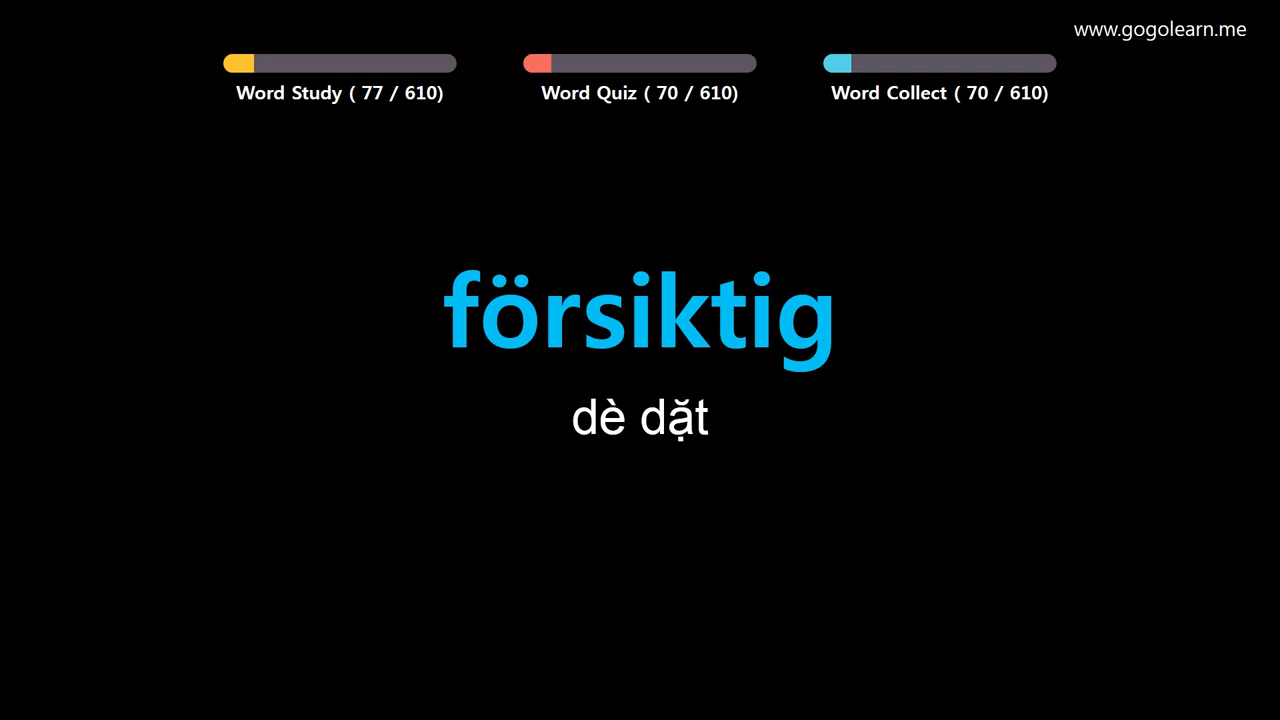 www.gogolearn.me
Word Study ( 77 / 610)
Word Quiz ( 70 / 610)
Word Collect ( 70 / 610)
försiktig
dè dặt